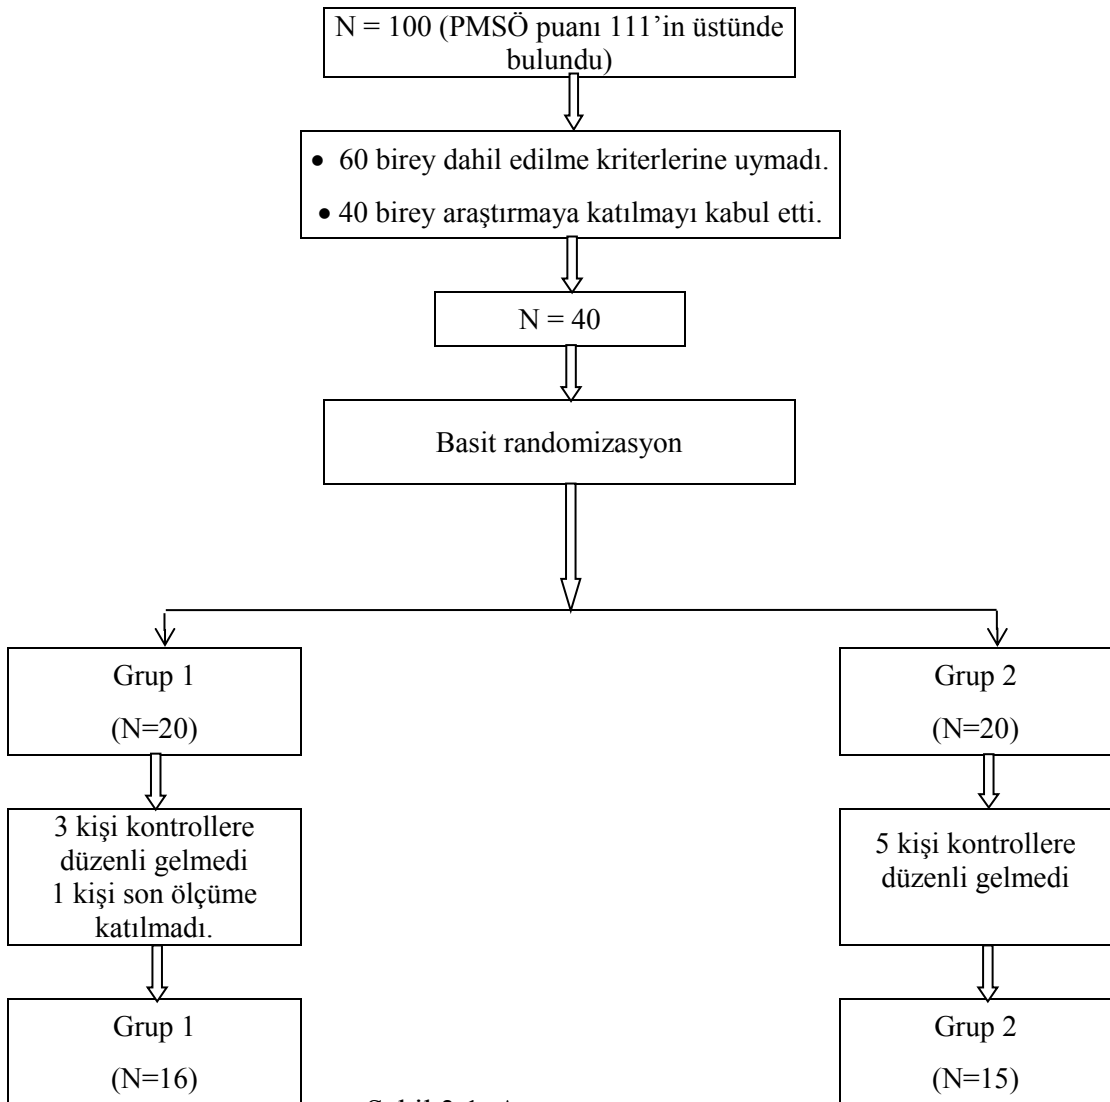 N = 100 (PMSÖ puanı 111’in üstünde
bulundu)
• 60 birey dahil edilme kriterlerine uymadı.
• 40 birey araştırmaya katılmayı kabul etti.
N = 40
Basit randomizasyon
Grup 1
(N=20)
Grup 2
(N=20)
3 kişi kontrollere
düzenli gelmedi
1 kişi son ölçüme
katılmadı.
5 kişi kontrollere
düzenli gelmedi
Grup 1
(N=16)
Grup 2
(N=15)